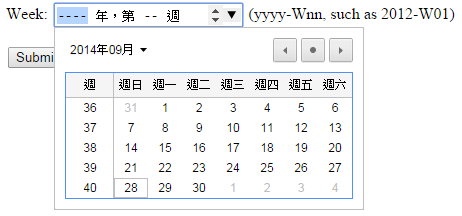 Week: ---- 年，第 -- 週 (yyyy-Wnn, such as 2012-W01)
Submi
2014年09月
週 週日 週一 週二 週三 週四 週五 週六
36 31 1 2 3 4 5 6
37 7 8 9 10 11 12 13
38 14 15 16 17 18 19 20
39 21 22 23 24 25 26 27
40 28 29 30 1 2 3 4